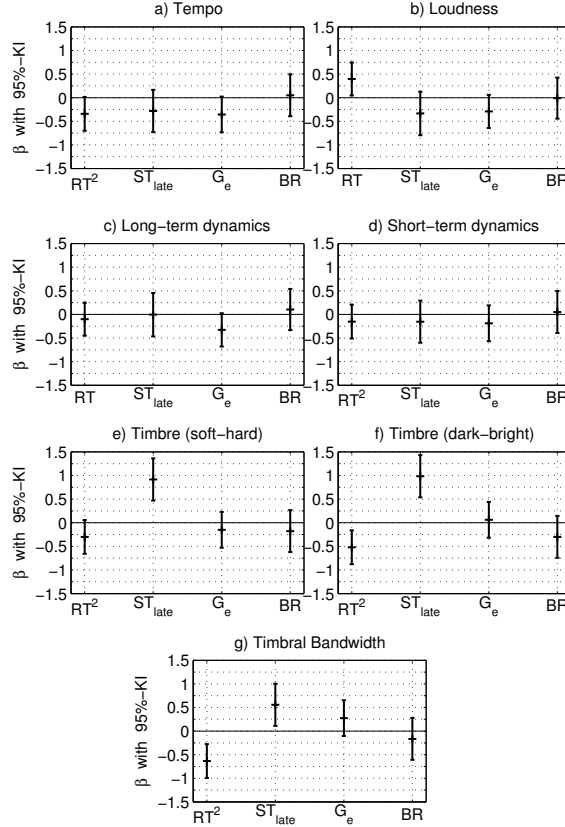 a) Tempo
b) Loudness
β with 95%-KI
1.5
1
0.5
0
-0.5
-1
-1.5
RT²
ST_late
G_e
BR
1.5
1
0.5
0
-0.5
-1
-1.5
RT
ST_late
G_e
BR
c) Long-term dynamics
d) Short-term dynamics
β with 95%-KI
1.5
1
0.5
0
-0.5
-1
-1.5
RT
ST_late
G_e
BR
1.5
1
0.5
0
-0.5
-1
-1.5
RT²
ST_late
G_e
BR
e) Timbre (soft-hard)
f) Timbre (dark-bright)
β with 95%-KI
1.5
1
0.5
0
-0.5
-1
-1.5
RT²
ST_late
G_e
BR
1.5
1
0.5
0
-0.5
-1
-1.5
RT²
ST_late
G_e
BR
g) Timbral Bandwidth
β with 95%-KI
1.5
1
0.5
0
-0.5
-1
-1.5
RT²
ST_late
G_e
BR